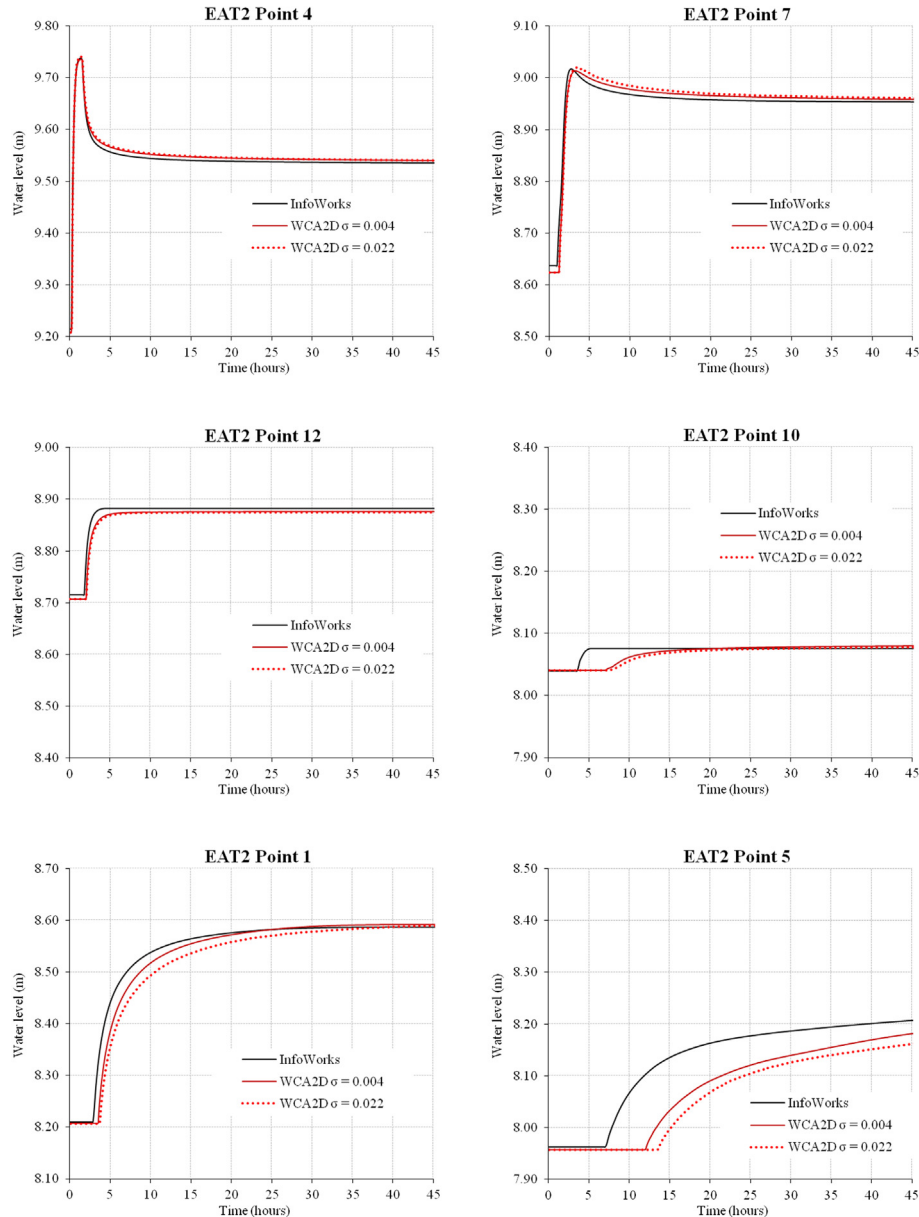 EAT2 Point 4
Water level (m)
9.80
9.70
9.60
9.50
9.40
9.30
9.20
InfoWorks
WCA2D σ = 0.004
WCA2D σ = 0.022
0 5 10 15 20 25 30 35 40 45
Time (hours)
EAT2 Point 7
Water level (m)
9.10
9.00
8.90
8.80
8.70
8.60
8.50
InfoWorks
WCA2D σ = 0.004
WCA2D σ = 0.022
0 5 10 15 20 25 30 35 40 45
Time (hours)
EAT2 Point 12
Water level (m)
9.00
8.90
8.80
8.70
8.60
8.50
8.40
InfoWorks
WCA2D σ = 0.004
WCA2D σ = 0.022
0 5 10 15 20 25 30 35 40 45
Time (hours)
EAT2 Point 10
Water level (m)
8.40
8.30
8.20
8.10
8.00
7.90
InfoWorks
WCA2D σ = 0.004
WCA2D σ = 0.022
0 5 10 15 20 25 30 35 40 45
Time (hours)
EAT2 Point 1
Water level (m)
8.70
8.60
8.50
8.40
8.30
8.20
8.10
InfoWorks
WCA2D σ = 0.004
WCA2D σ = 0.022
0 5 10 15 20 25 30 35 40 45
Time (hours)
EAT2 Point 5
Water level (m)
8.50
8.40
8.30
8.20
8.10
8.00
7.90
InfoWorks
WCA2D σ = 0.004
WCA2D σ = 0.022
0 5 10 15 20 25 30 35 40 45
Time (hours)